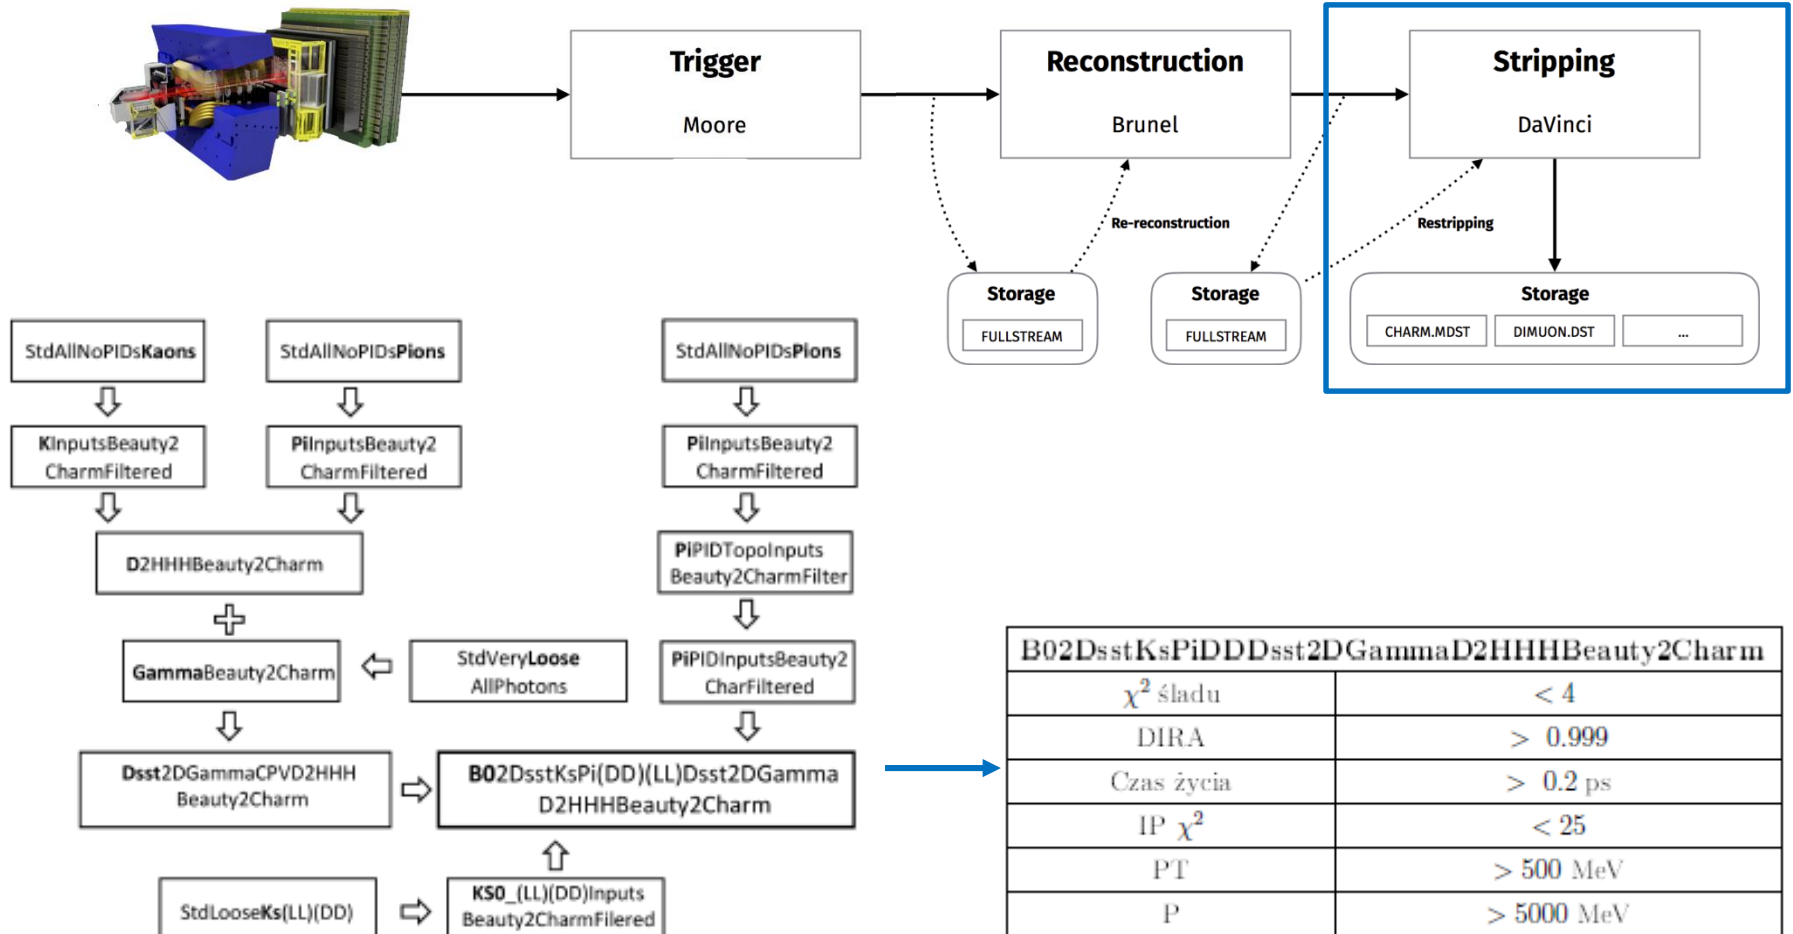 Trigger
Moore
Reconstruction
Brunel
Stripping
DaVinci
Re-reconstruction
Restripping
Storage
FULLSTREAM
Storage
FULLSTREAM
Storage
CHARM.MDST
DIMUON.DST
...
StdAllNoPIDsKaons
StdAllNoPIDsPions
StdAllNoPIDsPions
KInputsBeauty2
CharmFiltered
PiInputsBeauty2
CharmFiltered
PiInputsBeauty2
CharmFiltered
D2HHHBeauty2Charm
PiPIDTopoInputs
Beauty2CharmFilter
GammaBeauty2Charm
StdVeryLoose
AllPhotons
PiPIDInputsBeauty2
CharFiltered
Dsst2DGammaCPVD2HHH
Beauty2Charm
B02DsstKsPi(DD)(LL)Dsst2DGamma
D2HHHBeauty2Charm
StdLooseKs(LL)(DD)
KS0_(LL)(DD)Inputs
Beauty2CharmFilered
B02DsstKsPiDDDsst2DGammaD2HHHBeauty2Charm
χ² śladu < 4
DIRA > 0.999
Czas życia > 0.2 ps
IP χ² < 25
PT > 500 MeV
P > 5000 MeV